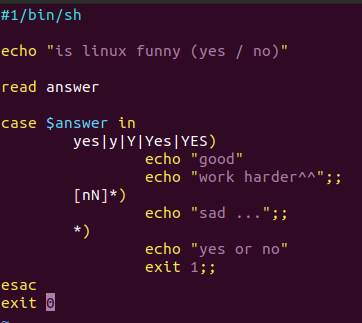 #1/bin/sh
echo "is linux funny (yes / no)"
read answer
case $answer in
yes|y|Y|Yes|YES)
echo "good"
echo "work harder^^";;
[nN]*)
echo "sad ...";;
*)
echo "yes or no"
exit 1;;
esac
exit 0
~